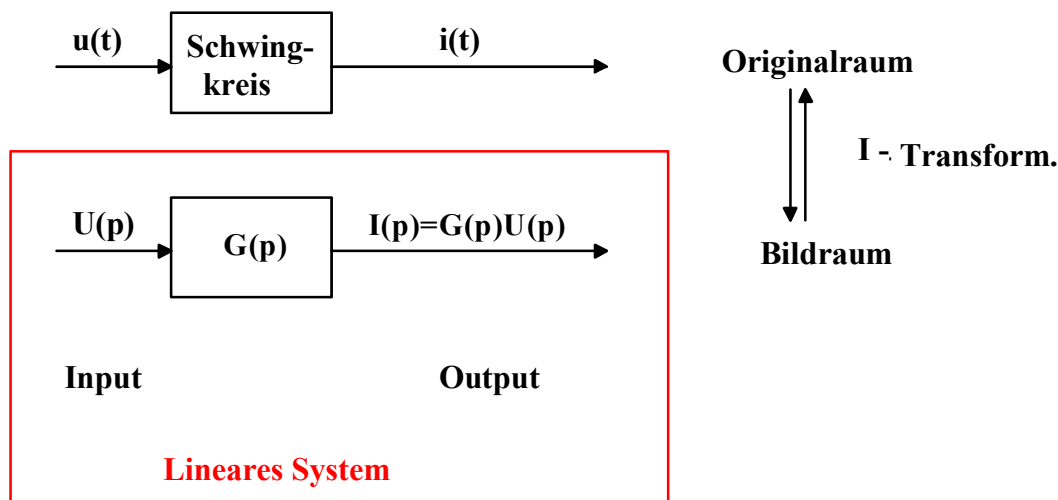 u(t)
Schwing-
kreis
i(t)
Originalraum
I - Transform.
U(p)
G(p)
I(p)=G(p)U(p)
Bildraum
Input
Output
Lineares System